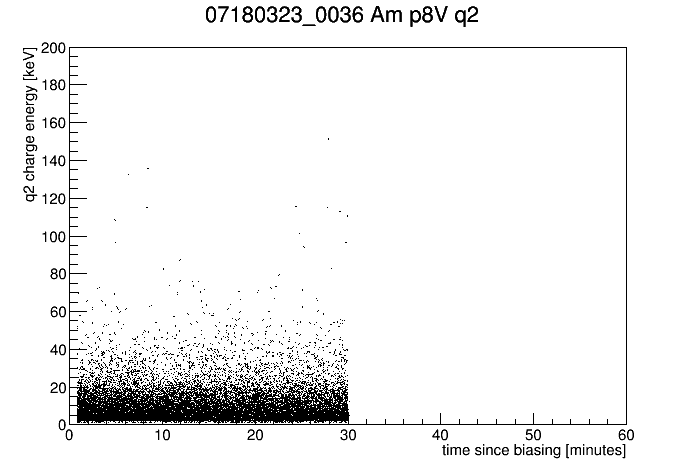 07180323_0036 Am p8V q2
q2 charge energy [keV]
200
180
160
140
120
100
80
60
40
20
0
0 10 20 30 40 50 60
time since biasing [minutes]